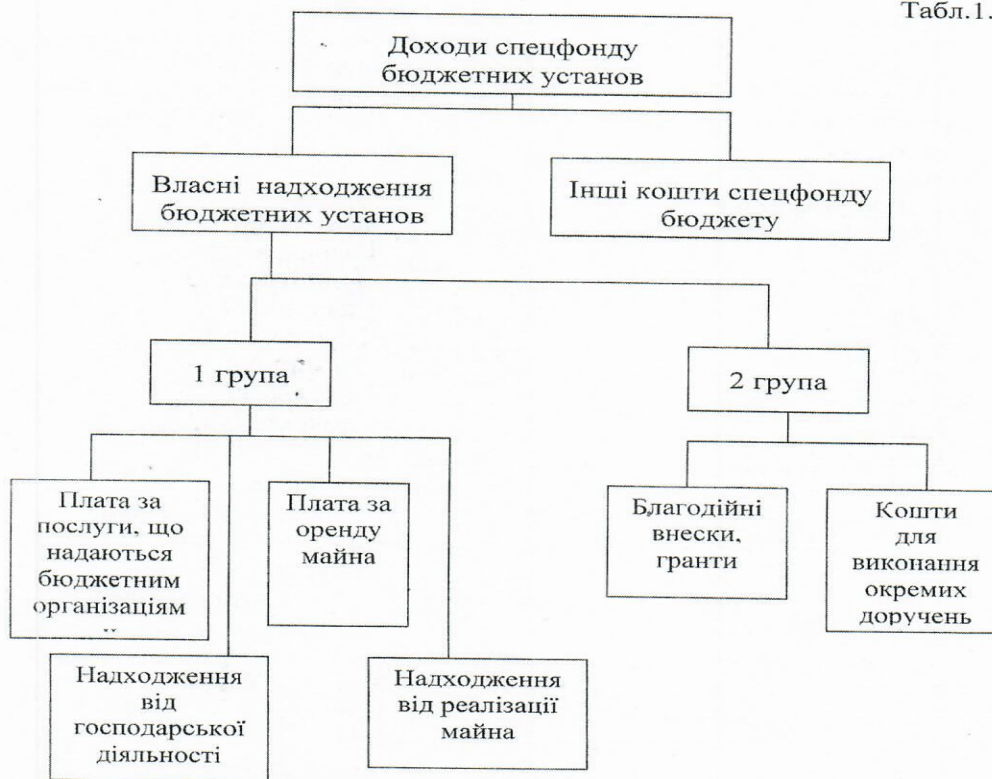 Табл.1.
Доходи спецфонду
бюджетних установ
Власні надходження
бюджетних установ
Інші кошти спецфонду
бюджету
1 група
2 група
Плата за
послуги, що
надаються
бюджетним
організаціям
Плата за
оренду
майна
Благодійні
внески,
гранти
Кошти
для
виконання
окремих
доручень
Надходження
від
господарської
діяльності
Надходження
від реалізації
майна